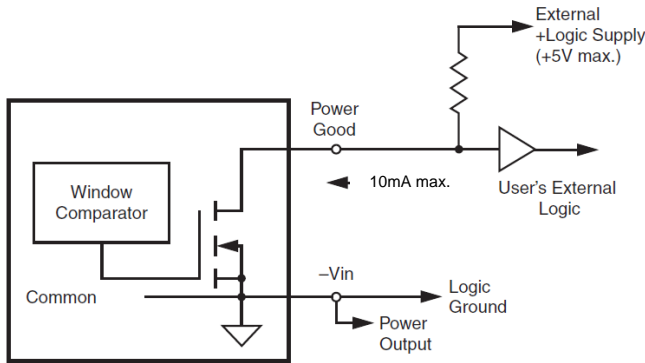 External
+Logic Supply
(+5V max.)
Power
Good
10mA max.
User's External
Logic
Window
Comparator
–Vin
Common
Logic
Ground
Power
Output